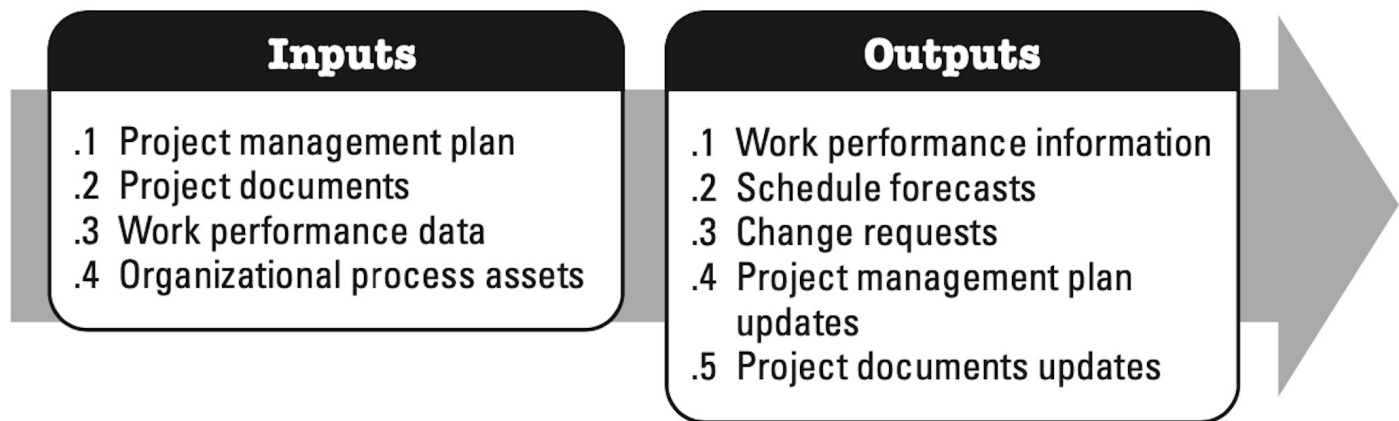 Inputs
.1 Project management plan
.2 Project documents
.3 Work performance data
.4 Organizational process assets
Outputs
.1 Work performance information
.2 Schedule forecasts
.3 Change requests
.4 Project management plan
updates
.5 Project documents updates